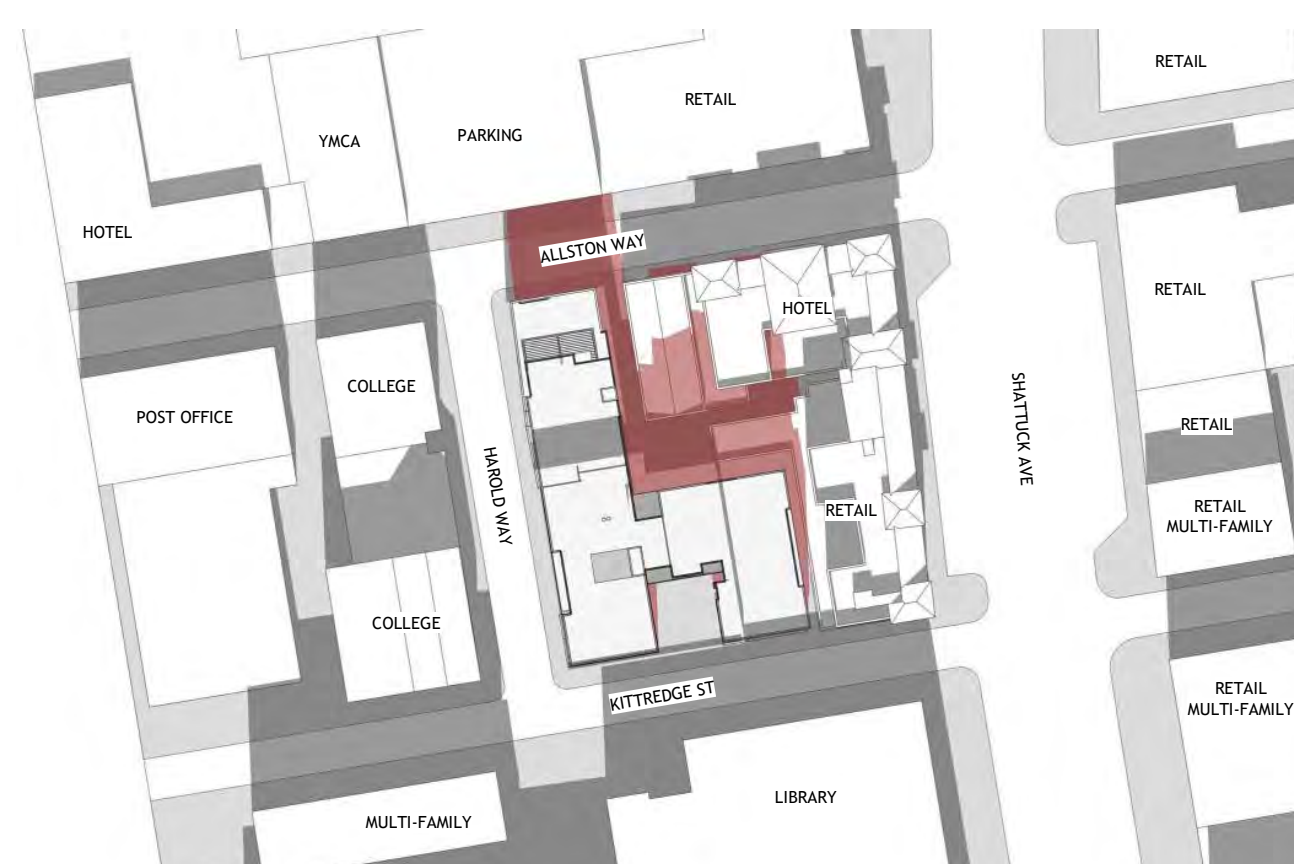 RETAIL
RETAIL
PARKING
YMCA
HOTEL
ALLSTON WAY
RETAIL
HOTEL
COLLEGE
POST OFFICE
SHATTUCK AVE
RETAIL
HAROLD WAY
RETAIL
RETAIL
MULTI-FAMILY
COLLEGE
KITTREDGE ST
RETAIL
MULTI-FAMILY
LIBRARY
MULTI-FAMILY